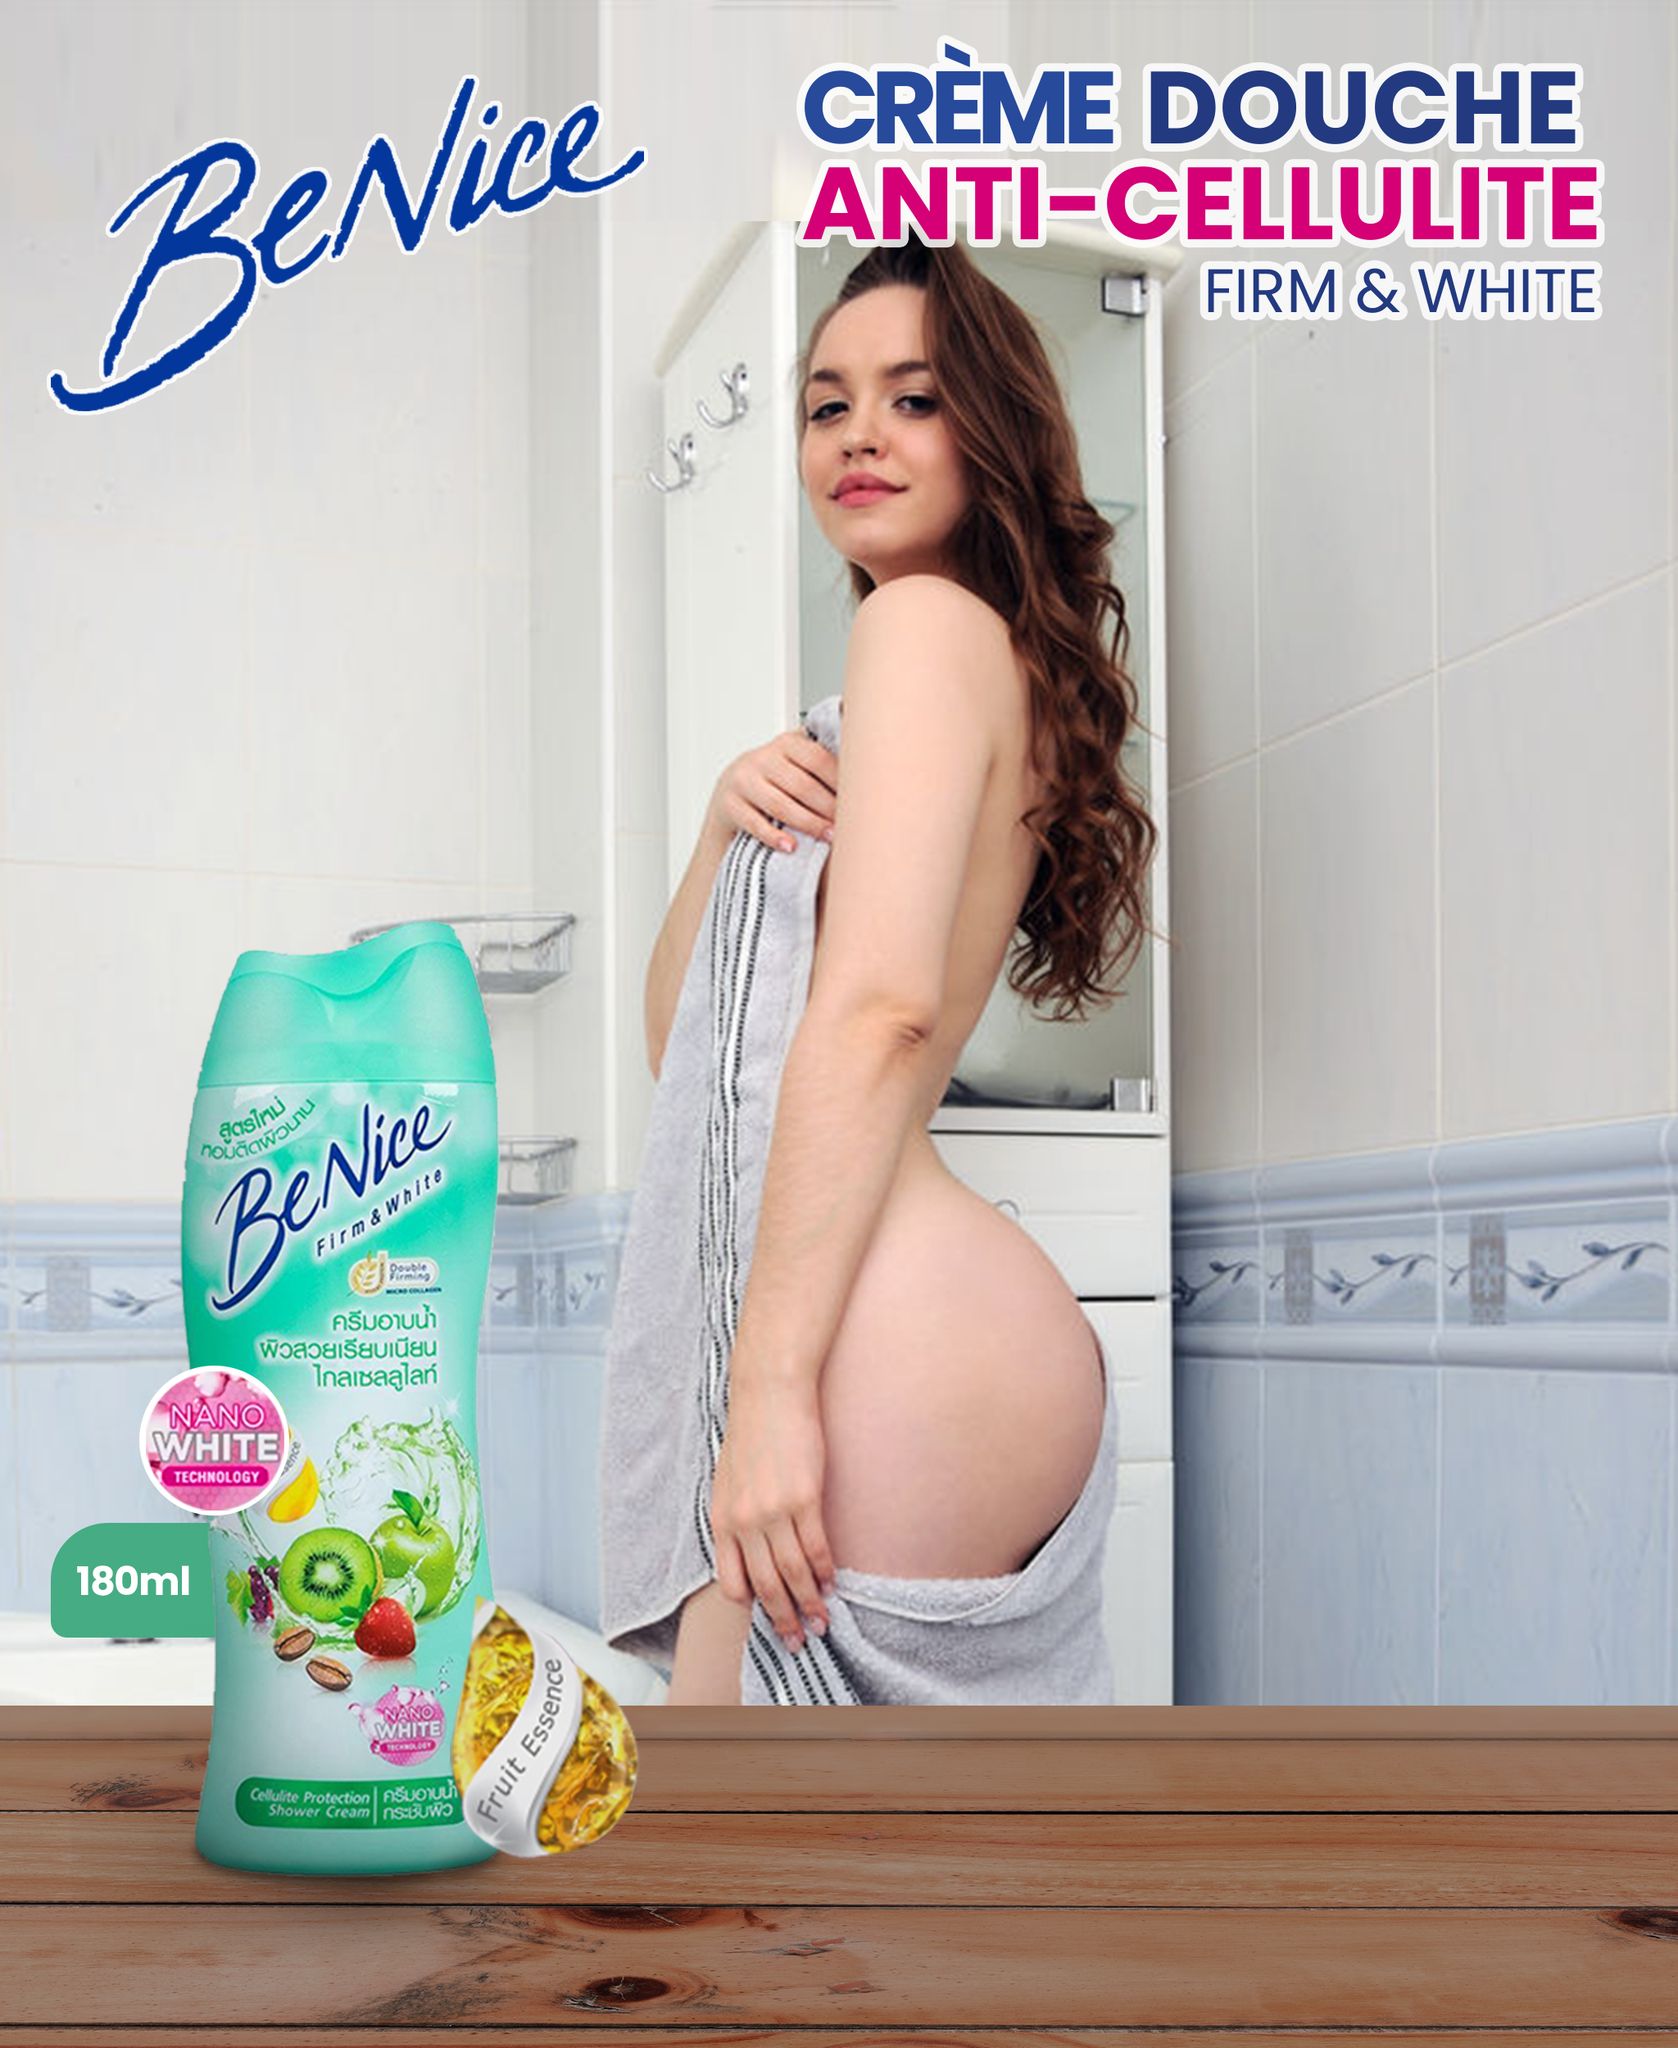 BeNice
CRÈME DOUCHE
ANTI-CELLULITE
FIRM & WHITE
สูตรใหม่
หอมติดผิวนาน
BeNice
Firm & White
Double
Firming
MICRO COLLAGEN
ครีมอาบน้ำ
ผิวสวยเรียบเนียน
ไกลเซลลูไลท์
NANO
WHITE
TECHNOLOGY
180ml
NANO
WHITE
TECHNOLOGY
Fruit Essence
Cellulite Protection
Shower Cream
ครีมอาบน้ำ
กระชับผิว